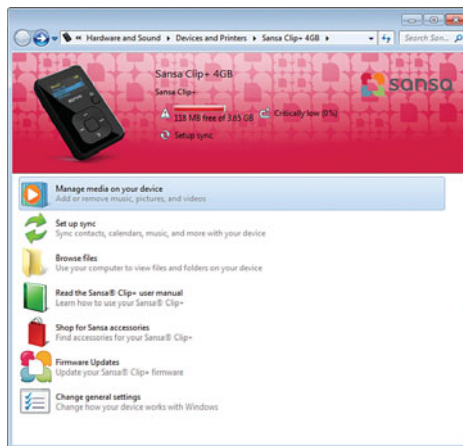 « Hardware and Sound ▸ Devices and Printers ▸ Sansa Clip+ 4GB ▸
Search San...
Sansa Clip+ 4GB
sansa
Sansa Clip+
118 MB free of 3.65 GB
Critically low (0%)
Setup sync
Manage media on your device
Add or remove music, pictures, and videos
Set up sync
Sync contacts, calendars, music, and more with your device
Browse files
Use your computer to view files and folders on your device
Read the Sansa® Clip+ user manual
Learn how to use your Sansa® Clip+
Shop for Sansa accessories
Find accessories for your Sansa® Clip+
Firmware Updates
Update your Sansa® Clip+ firmware
Change general settings
Change how your device works with Windows